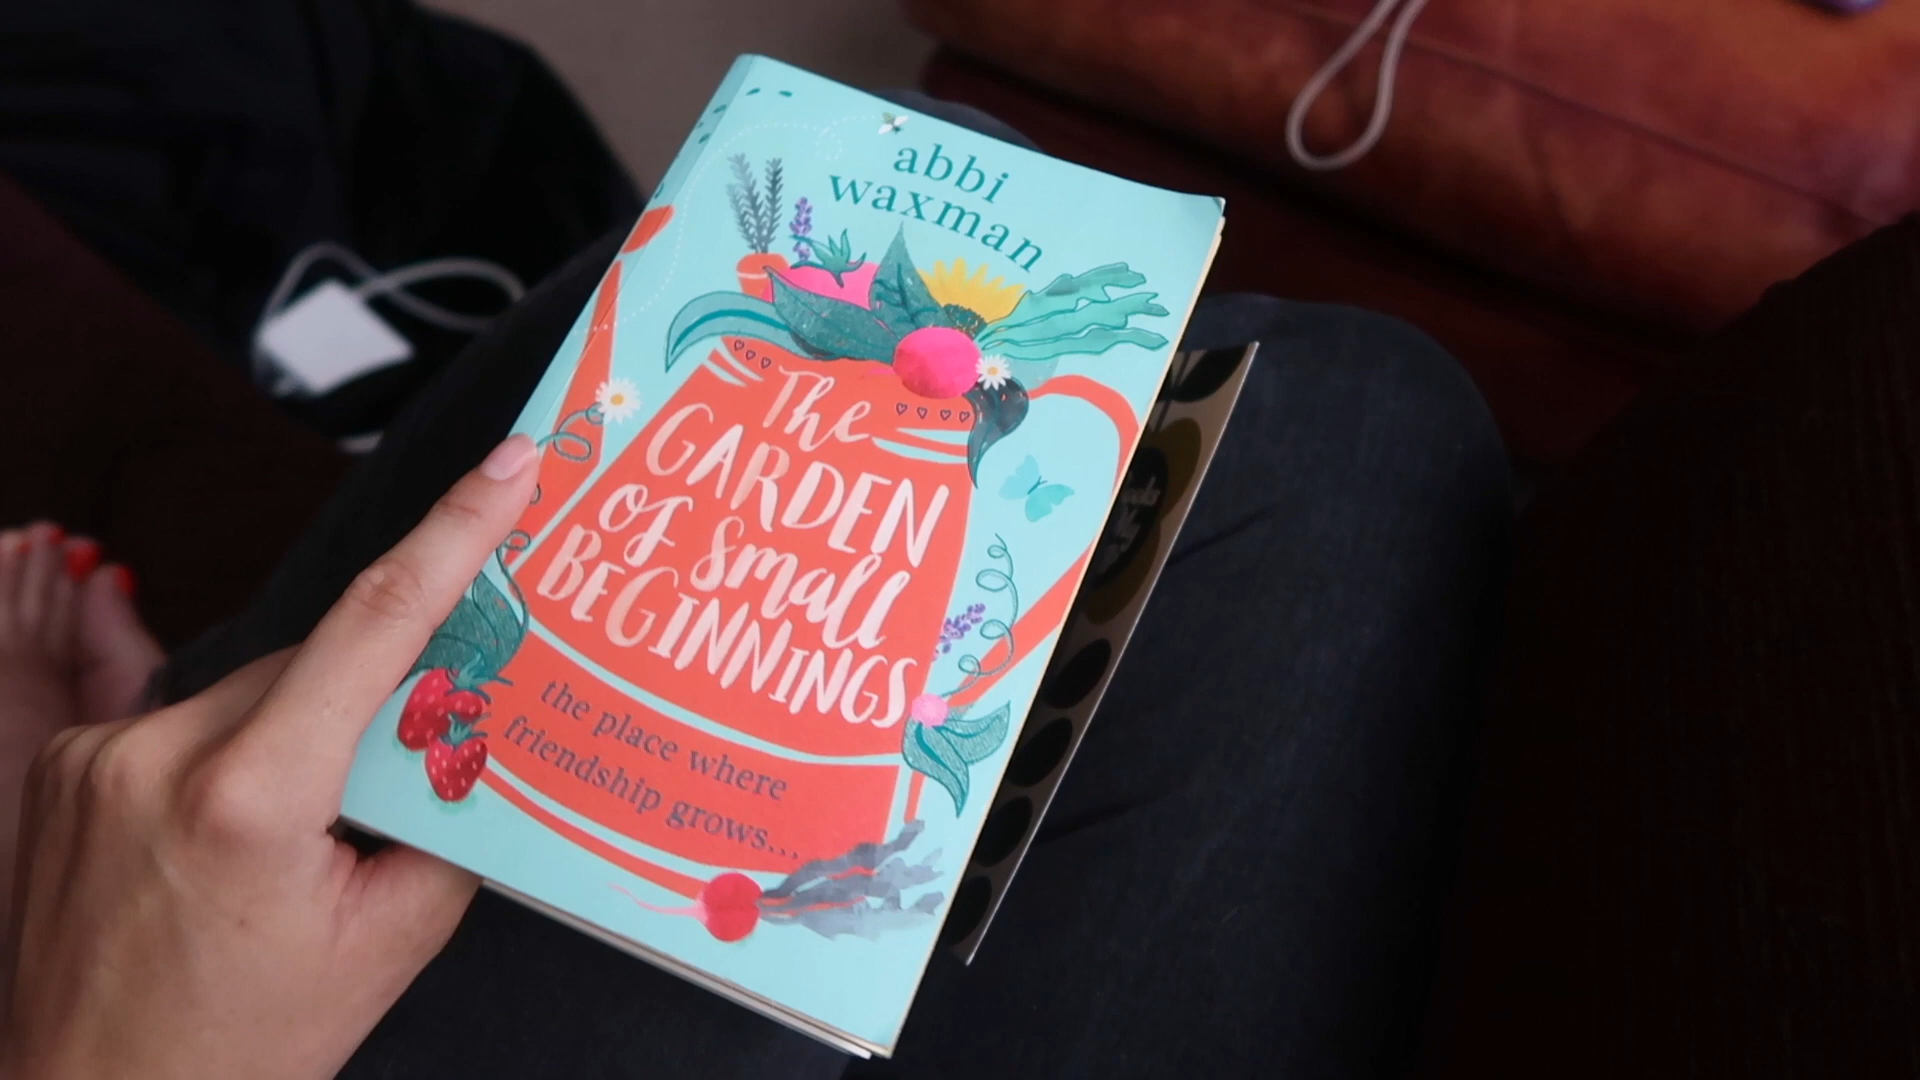 abbi
waxman
The
GARDEN
OF Small
BEGINNINGS
the place where
friendship grows...